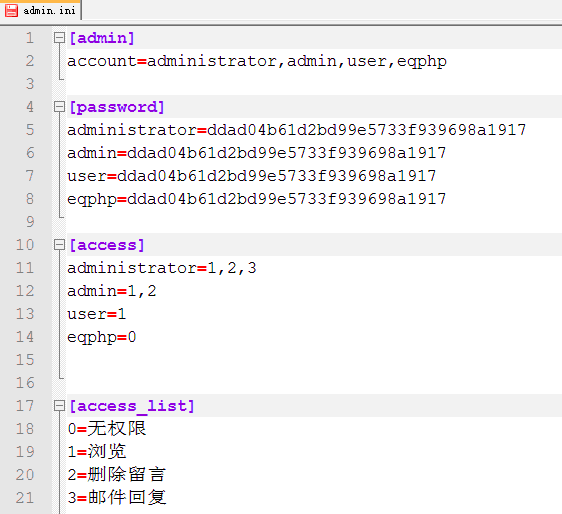 admin.ini
1 [admin]
2 account=administrator,admin,user,eqphp
3
4 [password]
5 administrator=ddad04b61d2bd99e5733f939698a1917
6 admin=ddad04b61d2bd99e5733f939698a1917
7 user=ddad04b61d2bd99e5733f939698a1917
8 eqphp=ddad04b61d2bd99e5733f939698a1917
9
10 [access]
11 administrator=1,2,3
12 admin=1,2
13 user=1
14 eqphp=0
15
16
17 [access_list]
18 0=无权限
19 1=浏览
20 2=删除留言
21 3=邮件回复